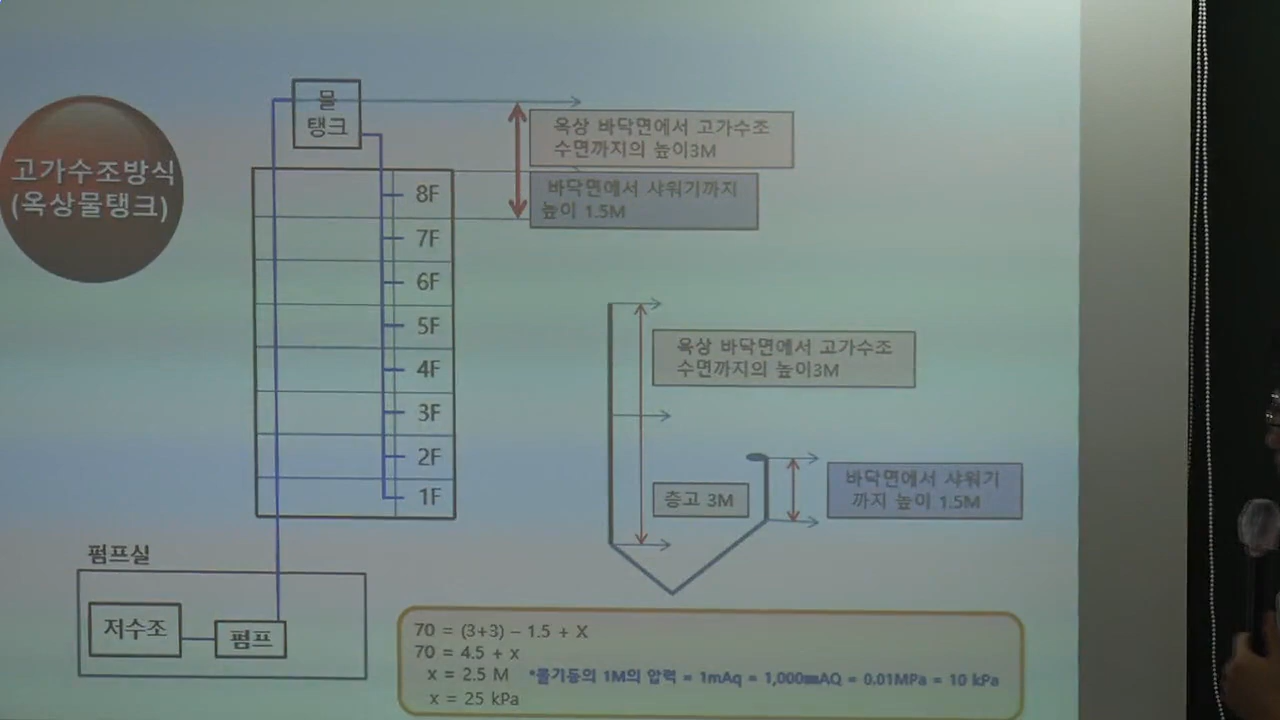 고가수조방식
(옥상물탱크)
물
탱크
옥상 바닥면에서 고가수조
수면까지의 높이3M
바닥면에서 샤워기까지
높이 1.5M
8F
7F
6F
5F
4F
3F
2F
1F
옥상 바닥면에서 고가수조
수면까지의 높이3M
층고 3M
바닥면에서 샤워기
까지 높이 1.5M
펌프실
저수조
펌프
70 = (3+3) – 1.5 + X
70 = 4.5 + x
x = 2.5 M *물기둥의 1M의 압력 = 1mAq = 1,000㎜AQ = 0.01MPa = 10 kPa
x = 25 kPa